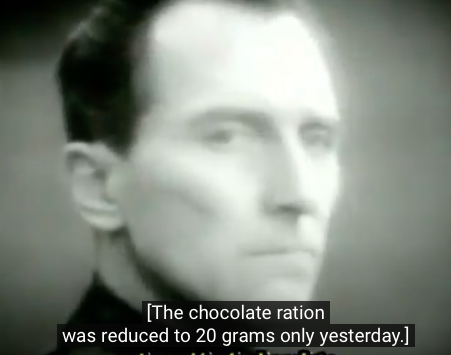 [The chocolate ration
was reduced to 20 grams only yesterday.]